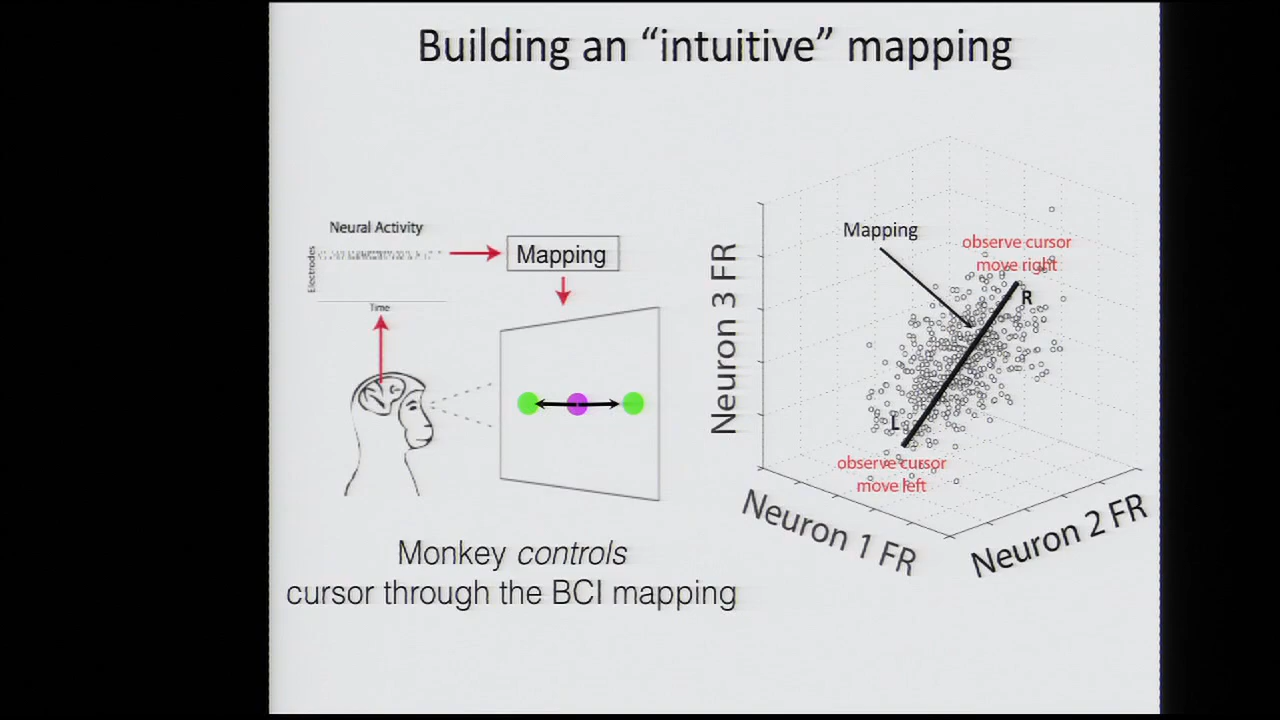 Building an “intuitive” mapping
Neural Activity
Electrodes
Time
Mapping
Monkey controls
cursor through the BCI mapping
Mapping
observe cursor
move right
R
L
observe cursor
move left
Neuron 3 FR
Neuron 1 FR
Neuron 2 FR